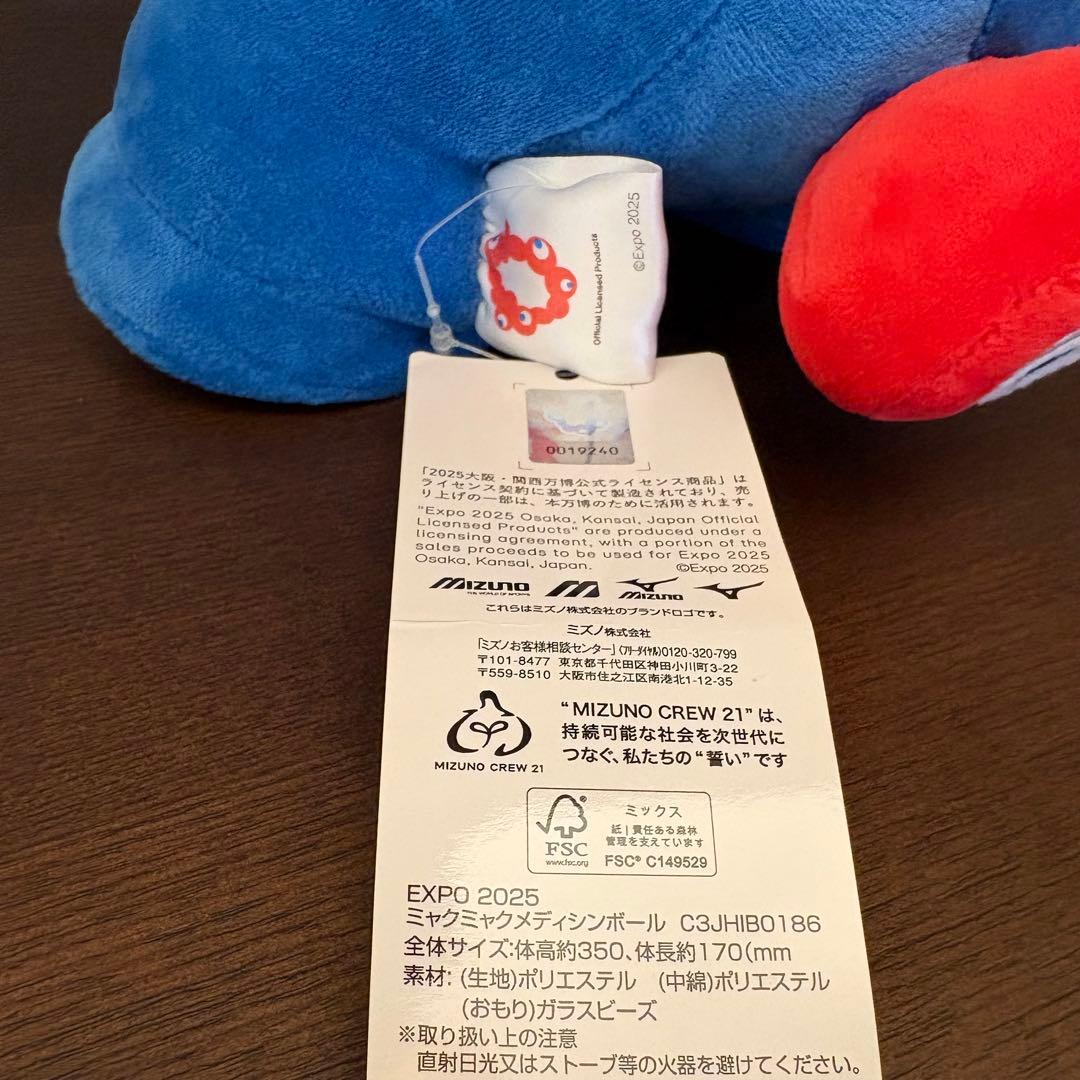 ©Expo 2025
Official Licensed Products
0019240
「2025大阪・関西万博公式ライセンス商品」は
ライセンス契約に基づいて製造されており、売
り上げの一部は、本万博のために活用されます。
"Expo 2025 Osaka, Kansai, Japan Official
Licensed Products" are produced under a
licensing agreement, with a portion of the
sales proceeds to be used for Expo 2025
Osaka, Kansai, Japan. ©Expo 2025
MIZUNO MIZUNO
THE WORLD OF SPORTS
これらはミズノ株式会社のブランドロゴです。
ミズノ株式会社
「ミズノお客様相談センター」(フリーダイヤル)0120-320-799
〒101-8477 東京都千代田区神田小川町3-22
〒559-8510 大阪市住之江区南港北1-12-35
"MIZUNO CREW 21"は、
持続可能な社会を次世代に
つなぐ、私たちの"誓い"です
MIZUNO CREW 21
ミックス
紙|責任ある森林
管理を支えています
FSC® C149529
FSC
www.fsc.org
EXPO 2025
ミャクミャクメディシンボール C3JHIB0186
全体サイズ:体高約350、体長約170(mm
素材: (生地)ポリエステル (中綿)ポリエステル
(おもり)ガラスビーズ
※取り扱い上の注意
直射日光又はストーブ等の火器を避けてください。